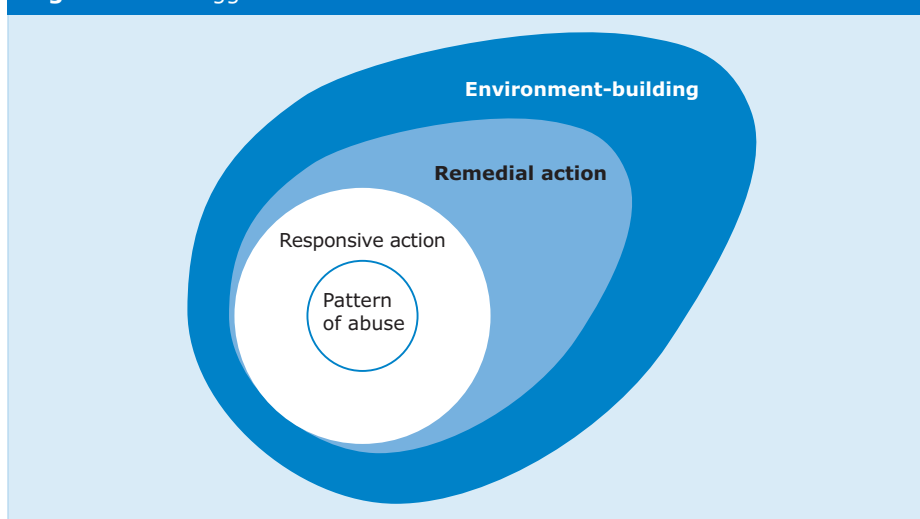 Environment-building
Remedial action
Responsive action
Pattern
of abuse